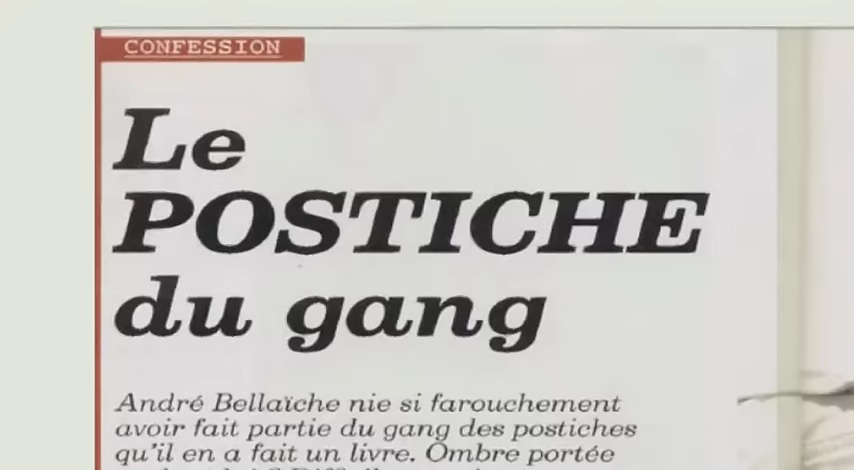 CONFESSION
Le
POSTICHE
du gang
André Bellaïche nie si farouchement
avoir fait partie du gang des postiches
qu'il en a fait un livre. Ombre portée